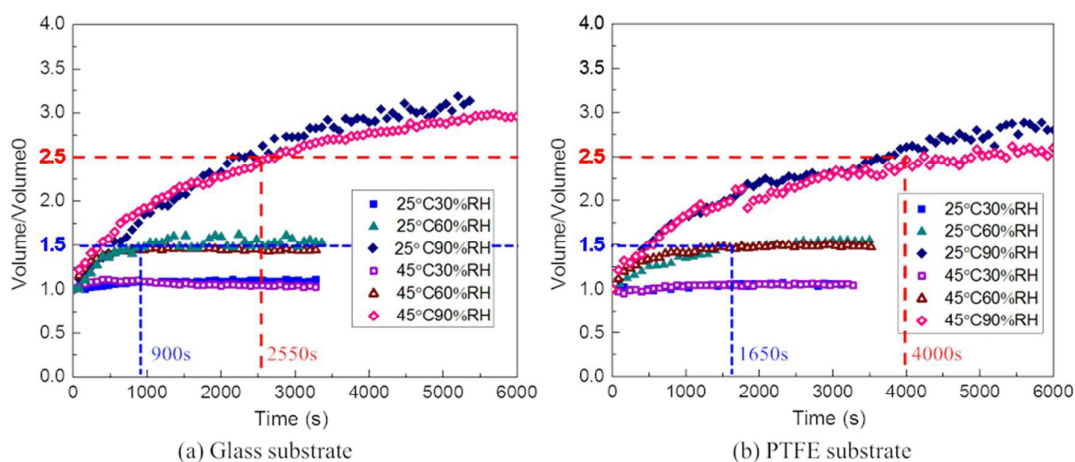 4.0
3.5
3.0
2.5
2.0
1.5
1.0
0.5
0.0
Volume/Volume0
25°C30%RH
25°C60%RH
25°C90%RH
45°C30%RH
45°C60%RH
45°C90%RH
900s
2550s
0 1000 2000 3000 4000 5000 6000
Time (s)
(a) Glass substrate
4.0
3.5
3.0
2.5
2.0
1.5
1.0
0.5
0.0
Volume/Volume0
25°C30%RH
25°C60%RH
25°C90%RH
45°C30%RH
45°C60%RH
45°C90%RH
1650s
4000s
0 1000 2000 3000 4000 5000 6000
Time (s)
(b) PTFE substrate